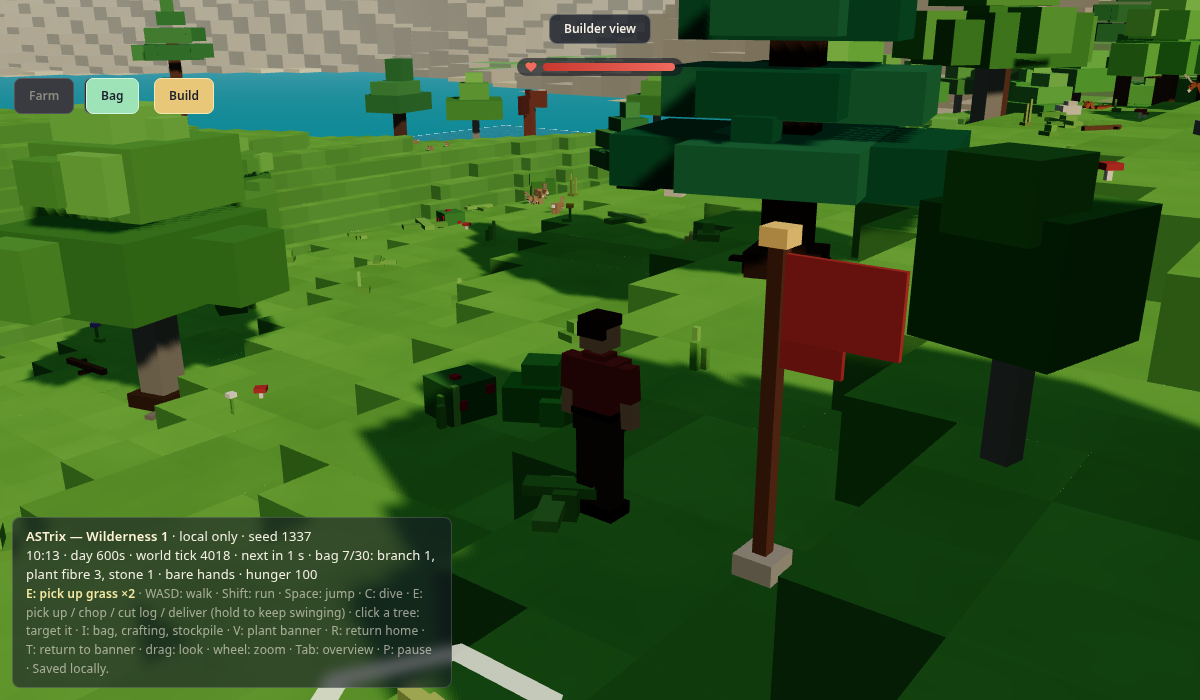 Builder view
Farm
Bag
Build
ASTrix — Wilderness 1 · local only · seed 1337
10:13 · day 600s · world tick 4018 · next in 1 s · bag 7/30: branch 1,
plant fibre 3, stone 1 · bare hands · hunger 100
E: pick up grass ×2 · WASD: walk · Shift: run · Space: jump · C: dive · E:
pick up / chop / cut log / deliver (hold to keep swinging) · click a tree:
target it · I: bag, crafting, stockpile · V: plant banner · R: return home ·
T: return to banner · drag: look · wheel: zoom · Tab: overview · P: pause
· Saved locally.